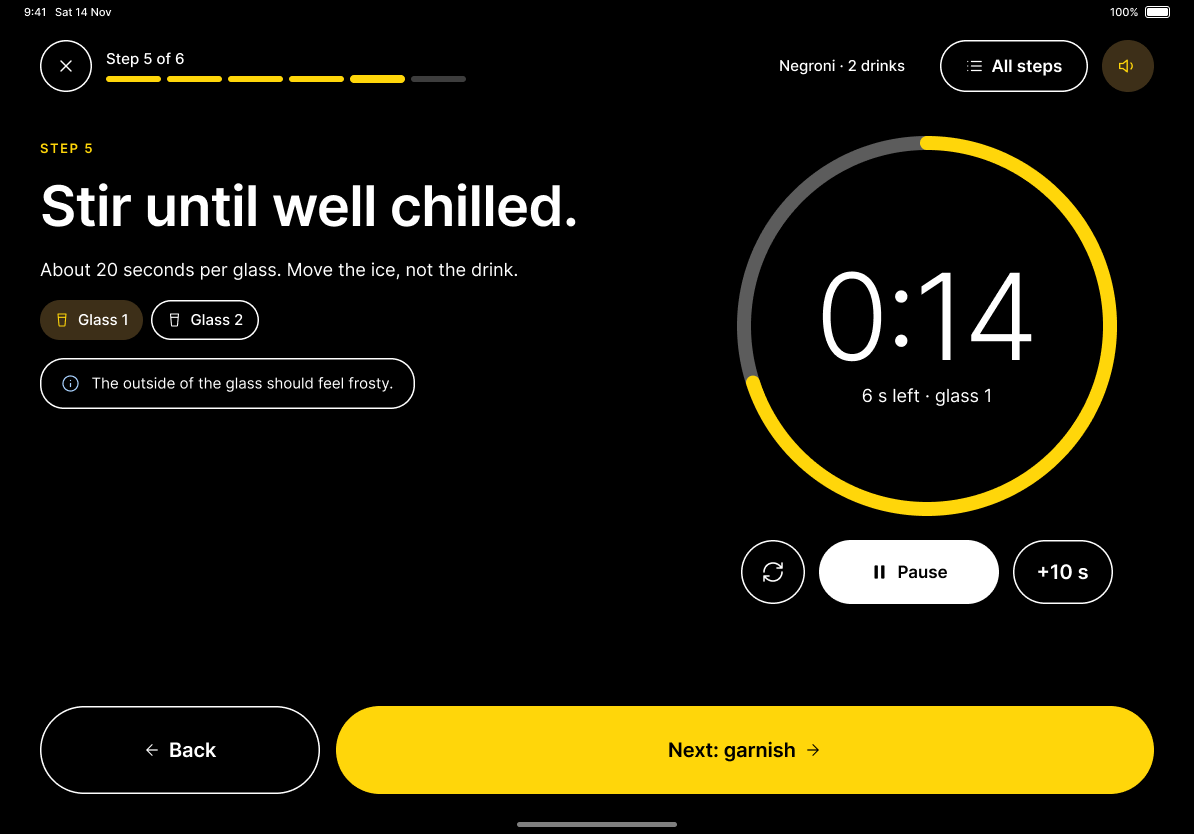 9:41 Sat 14 Nov
100%
Step 5 of 6
Negroni · 2 drinks
All steps
STEP 5
Stir until well chilled.
About 20 seconds per glass. Move the ice, not the drink.
Glass 1
Glass 2
The outside of the glass should feel frosty.
0:14
6 s left · glass 1
Pause
+10 s
Back
Next: garnish